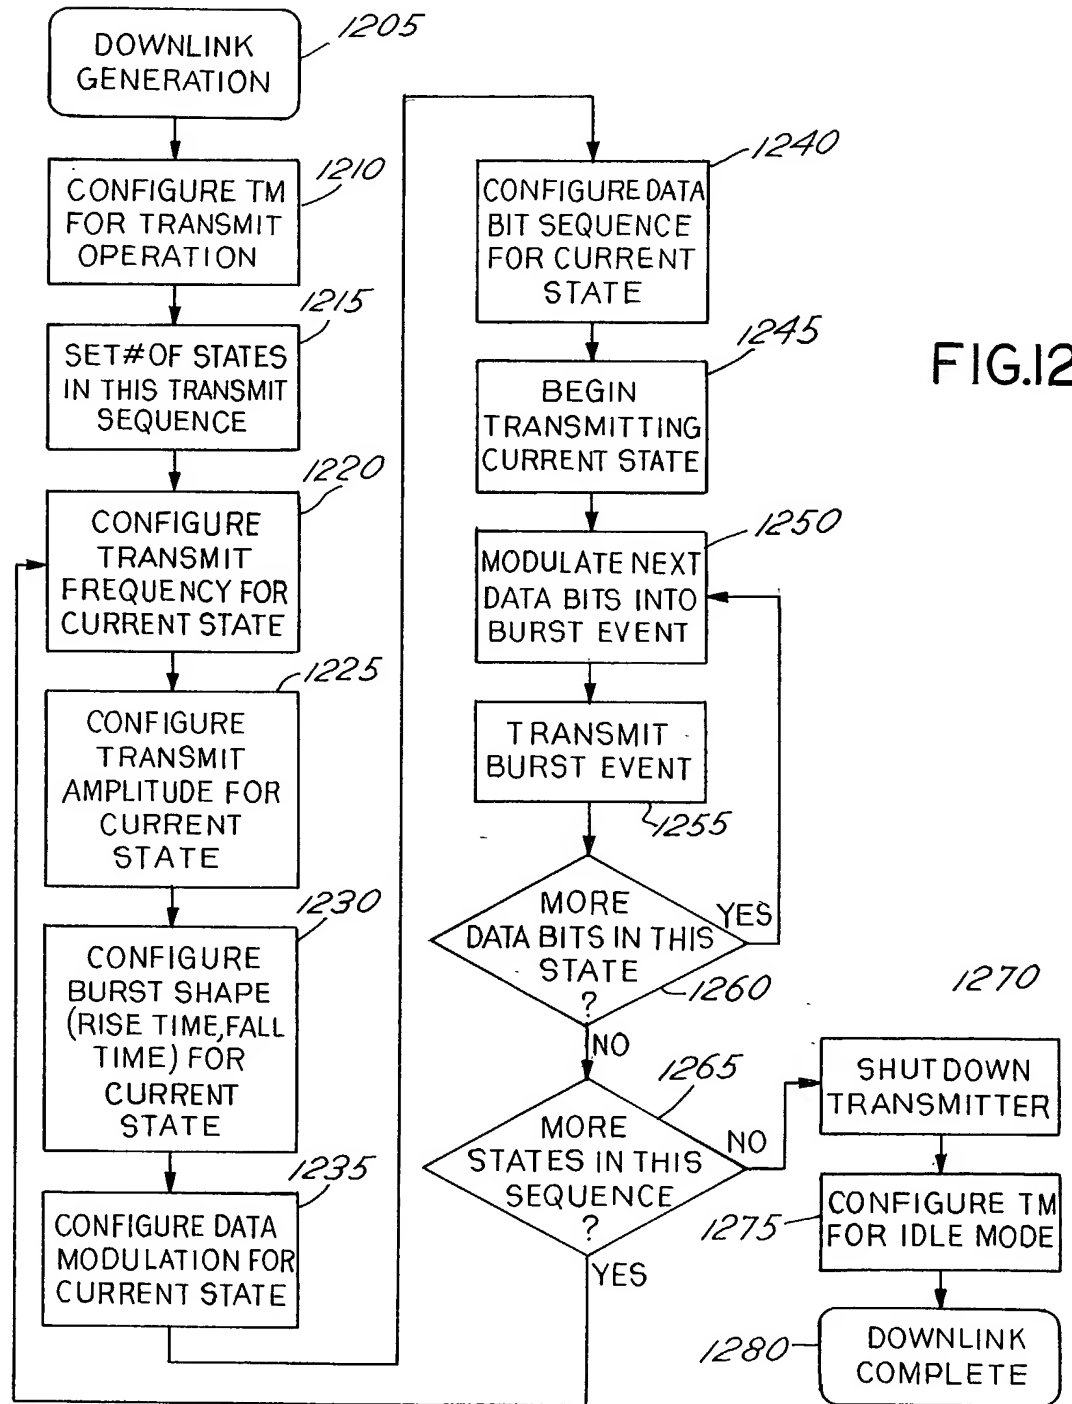 1205
DOWNLINK
GENERATION
1210
CONFIGURE TM
FOR TRANSMIT
OPERATION
1215
SET # OF STATES
IN THIS TRANSMIT
SEQUENCE
1220
CONFIGURE
TRANSMIT
FREQUENCY FOR
CURRENT STATE
1225
CONFIGURE
TRANSMIT
AMPLITUDE FOR
CURRENT
STATE
1230
CONFIGURE
BURST SHAPE
(RISE TIME, FALL
TIME) FOR
CURRENT
STATE
1235
CONFIGURE DATA
MODULATION FOR
CURRENT STATE
1240
CONFIGURE DATA
BIT SEQUENCE
FOR CURRENT
STATE
1245
BEGIN
TRANSMITTING
CURRENT STATE
1250
MODULATE NEXT
DATA BITS INTO
BURST EVENT
TRANSMIT
BURST EVENT
1255
MORE
DATA BITS IN THIS
STATE
?
YES
1260
NO
1265
MORE
STATES IN THIS
SEQUENCE
?
NO
YES
1270
SHUTDOWN
TRANSMITTER
1275
CONFIGURE TM
FOR IDLE MODE
1280
DOWNLINK
COMPLETE
FIG.12